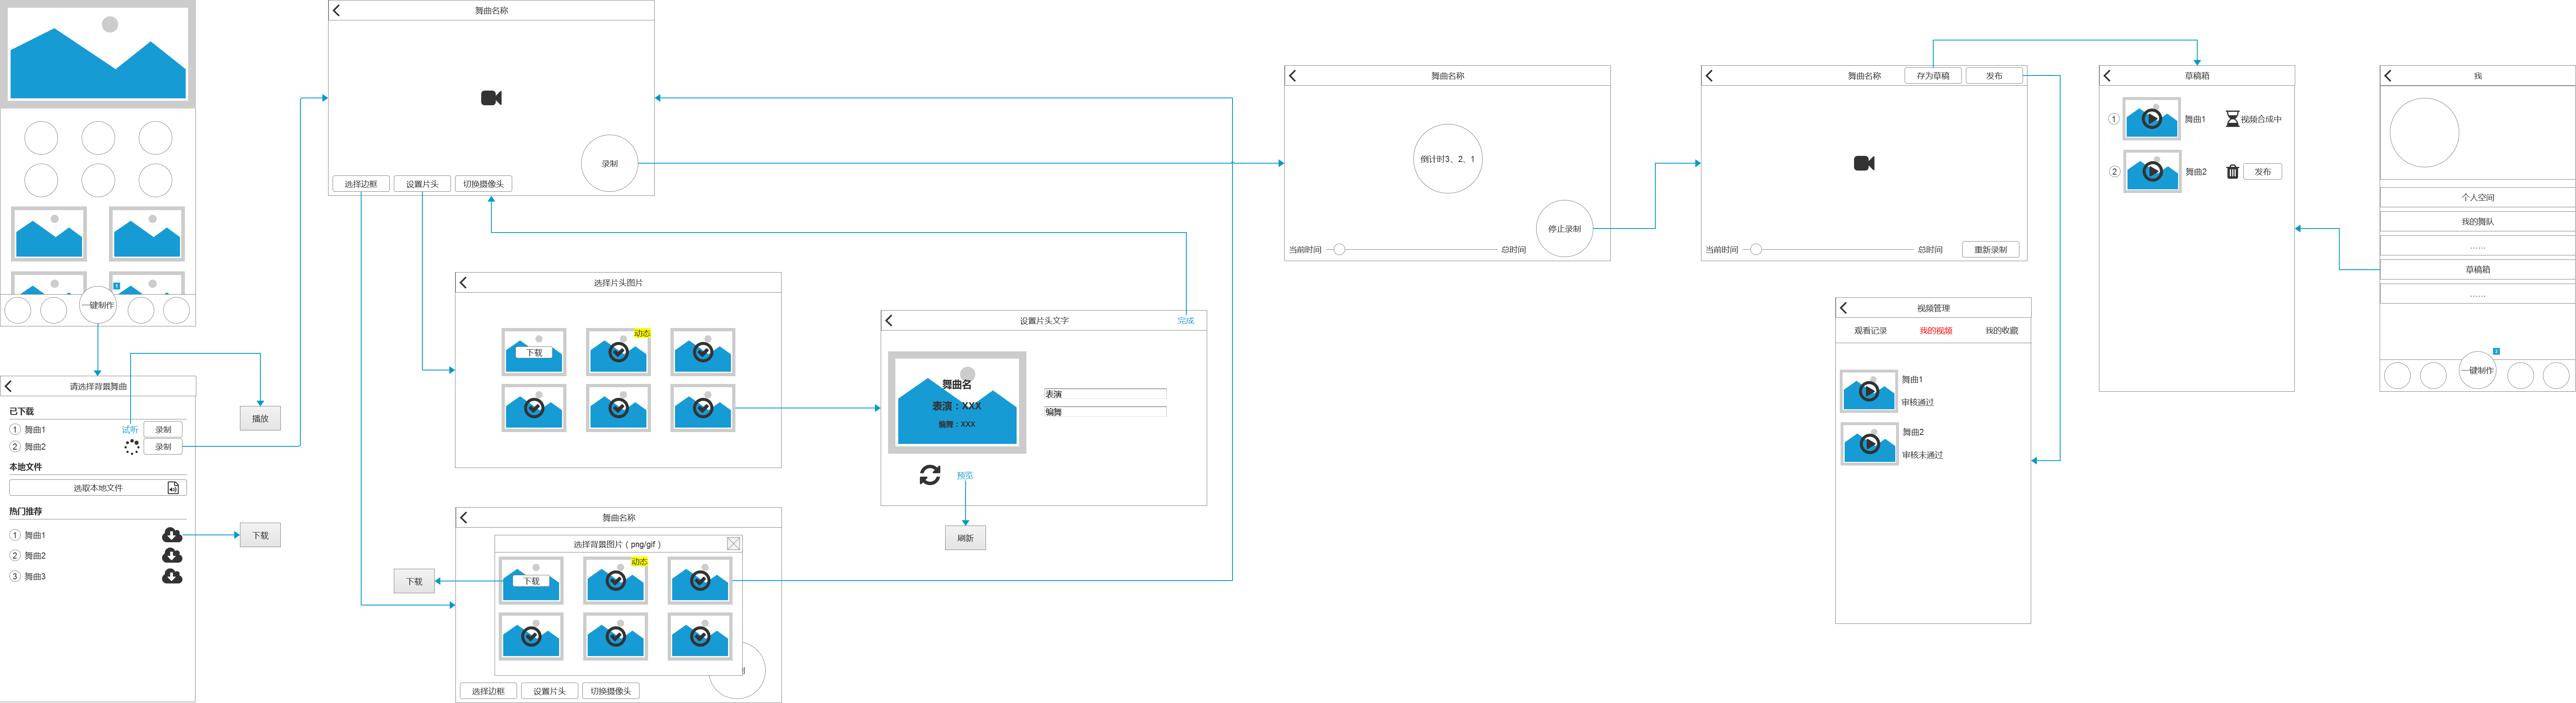 1
一键制作
请选择背景舞曲
已下载
1 舞曲1 试听 录制
2 舞曲2 录制
本地文件
选取本地文件
热门推荐
1 舞曲1
2 舞曲2
3 舞曲3
播放
下载
舞曲名称
录制
选择边框 设置片头 切换摄像头
选择片头图片
动态
下载
舞曲名称
选择背景图片（png/gif）
动态
下载
选择边框 设置片头 切换摄像头
下载
设置片头文字 完成
舞曲名
表演：XXX
编舞：XXX
表演
编舞
预览
刷新
舞曲名称
倒计时3、2、1
停止录制
当前时间 总时间
舞曲名称 存为草稿 发布
当前时间 总时间 重新录制
视频管理
观看记录 我的视频 我的收藏
舞曲1
审核通过
舞曲2
审核未通过
草稿箱
1 舞曲1 视频合成中
2 舞曲2 发布
我
个人空间
我的舞队
……
草稿箱
……
2
一键制作